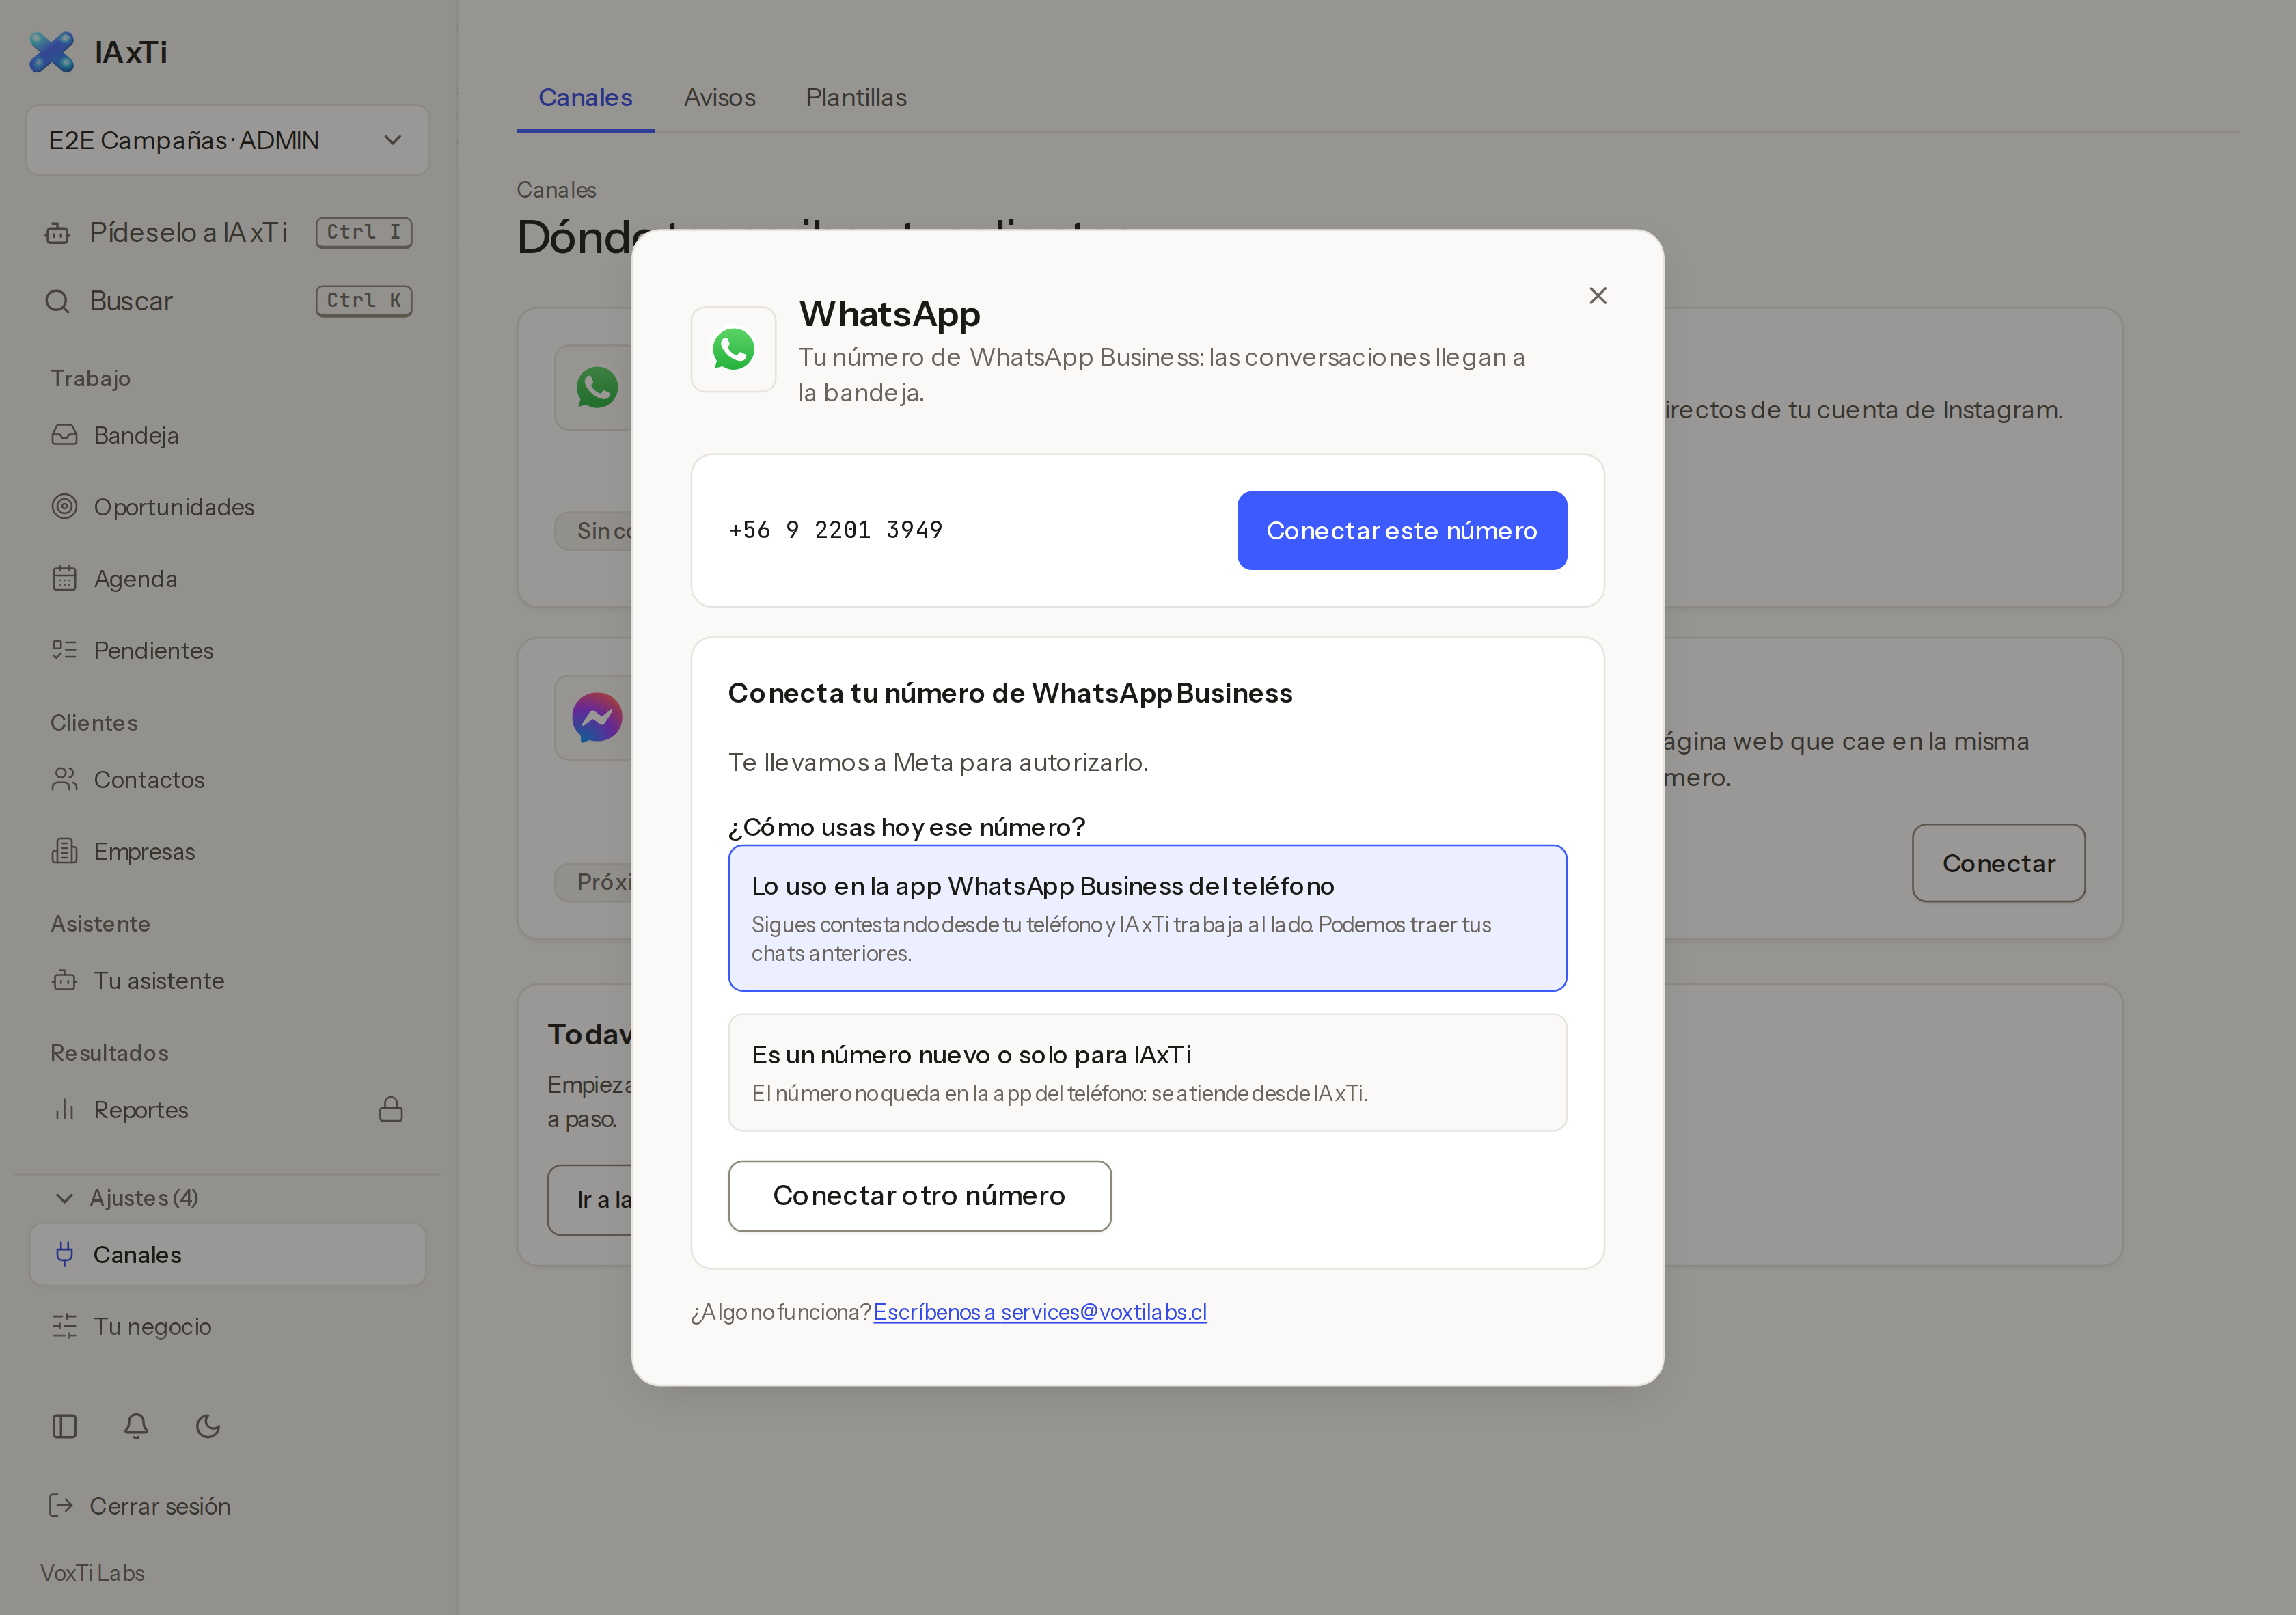 IAxTi
E2E Campañas · ADMIN
Pídeselo a IAxTi
Ctrl I
Buscar
Ctrl K
Trabajo
Bandeja
Oportunidades
Agenda
Pendientes
Clientes
Contactos
Empresas
Asistente
Tu asistente
Resultados
Reportes
Ajustes (4)
Canales
Tu negocio
Cerrar sesión
VoxTi Labs
Canales
Avisos
Plantillas
Canales
WhatsApp
Tu número de WhatsApp Business: las conversaciones llegan a
la bandeja.
+56 9 2201 3949
Conectar este número
Conecta tu número de WhatsApp Business
Te llevamos a Meta para autorizarlo.
¿Cómo usas hoy ese número?
Lo uso en la app WhatsApp Business del teléfono
Sigues contestando desde tu teléfono y IAxTi trabaja al lado. Podemos traer tus
chats anteriores.
Es un número nuevo o solo para IAxTi
El número no queda en la app del teléfono: se atiende desde IAxTi.
Conectar otro número
¿Algo no funciona? Escríbenos a services@voxtilabs.cl
de tu cuenta de Instagram.
web que cae en la misma
Conectar
a paso.
Ir a la